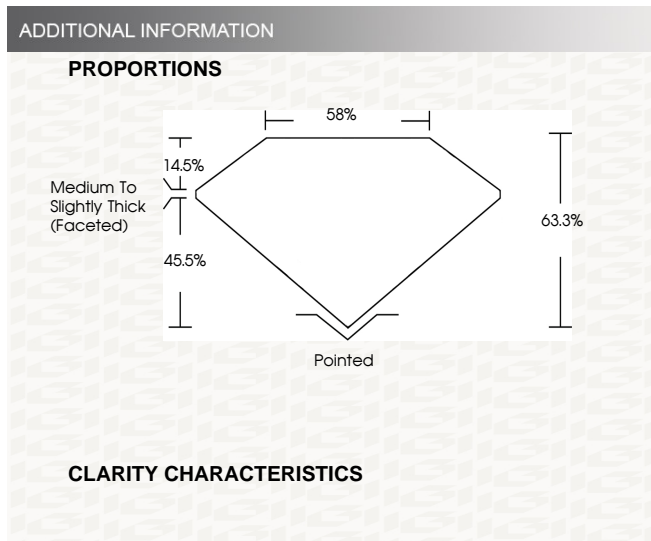 ADDITIONAL INFORMATION
PROPORTIONS
58%
14.5%
Medium To
Slightly Thick
(Faceted)
63.3%
45.5%
Pointed
CLARITY CHARACTERISTICS